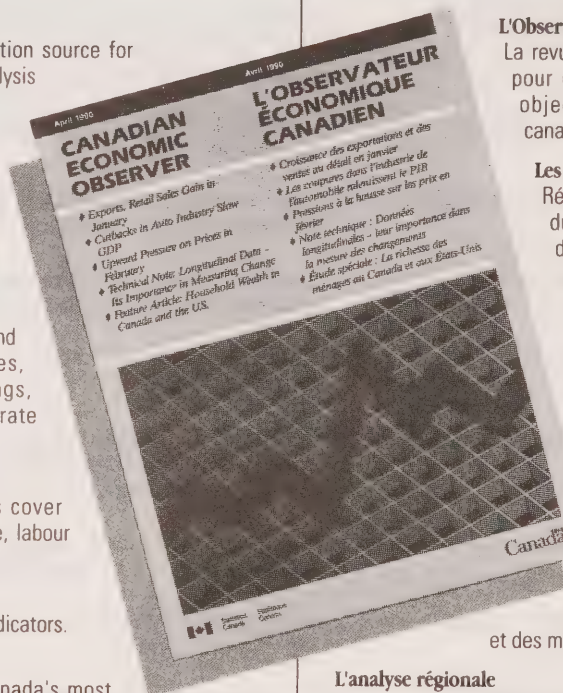 tion source for
lysis
nd
es,
ngs,
rate
s cover
e, labour
dicators.
nada's most
April 1990
CANADIAN
ECONOMIC
OBSERVER
♦ Exports, Retail Sales Gain in
January
♦ Cutbacks in Auto Industry Slow
GDP
♦ Upward Pressure on Prices in
February
♦ Technical Note: Longitudinal Data -
Its Importance in Measuring Change
♦ Feature Article: Household Wealth in
Canada and the U.S.
Avril 1990
L'OBSERVATEUR
ÉCONOMIQUE
CANADIEN
♦ Croissance des exportations et des
ventes au détail en janvier
♦ Les coupures dans l'industrie de
l'automobile ralentissent le PIB
♦ Pressions à la hausse sur les prix en
février
♦ Note technique : Données
longitudinales - leur importance dans
la mesure des changements
♦ Étude spéciale : La richesse des
ménages au Canada et aux États-Unis
Statistics
Canada
Statistique
Canada
Canada
L'Obser
La revu
pour
obje
cana
Les
Ré
du
d
et des m
L'analyse régionale